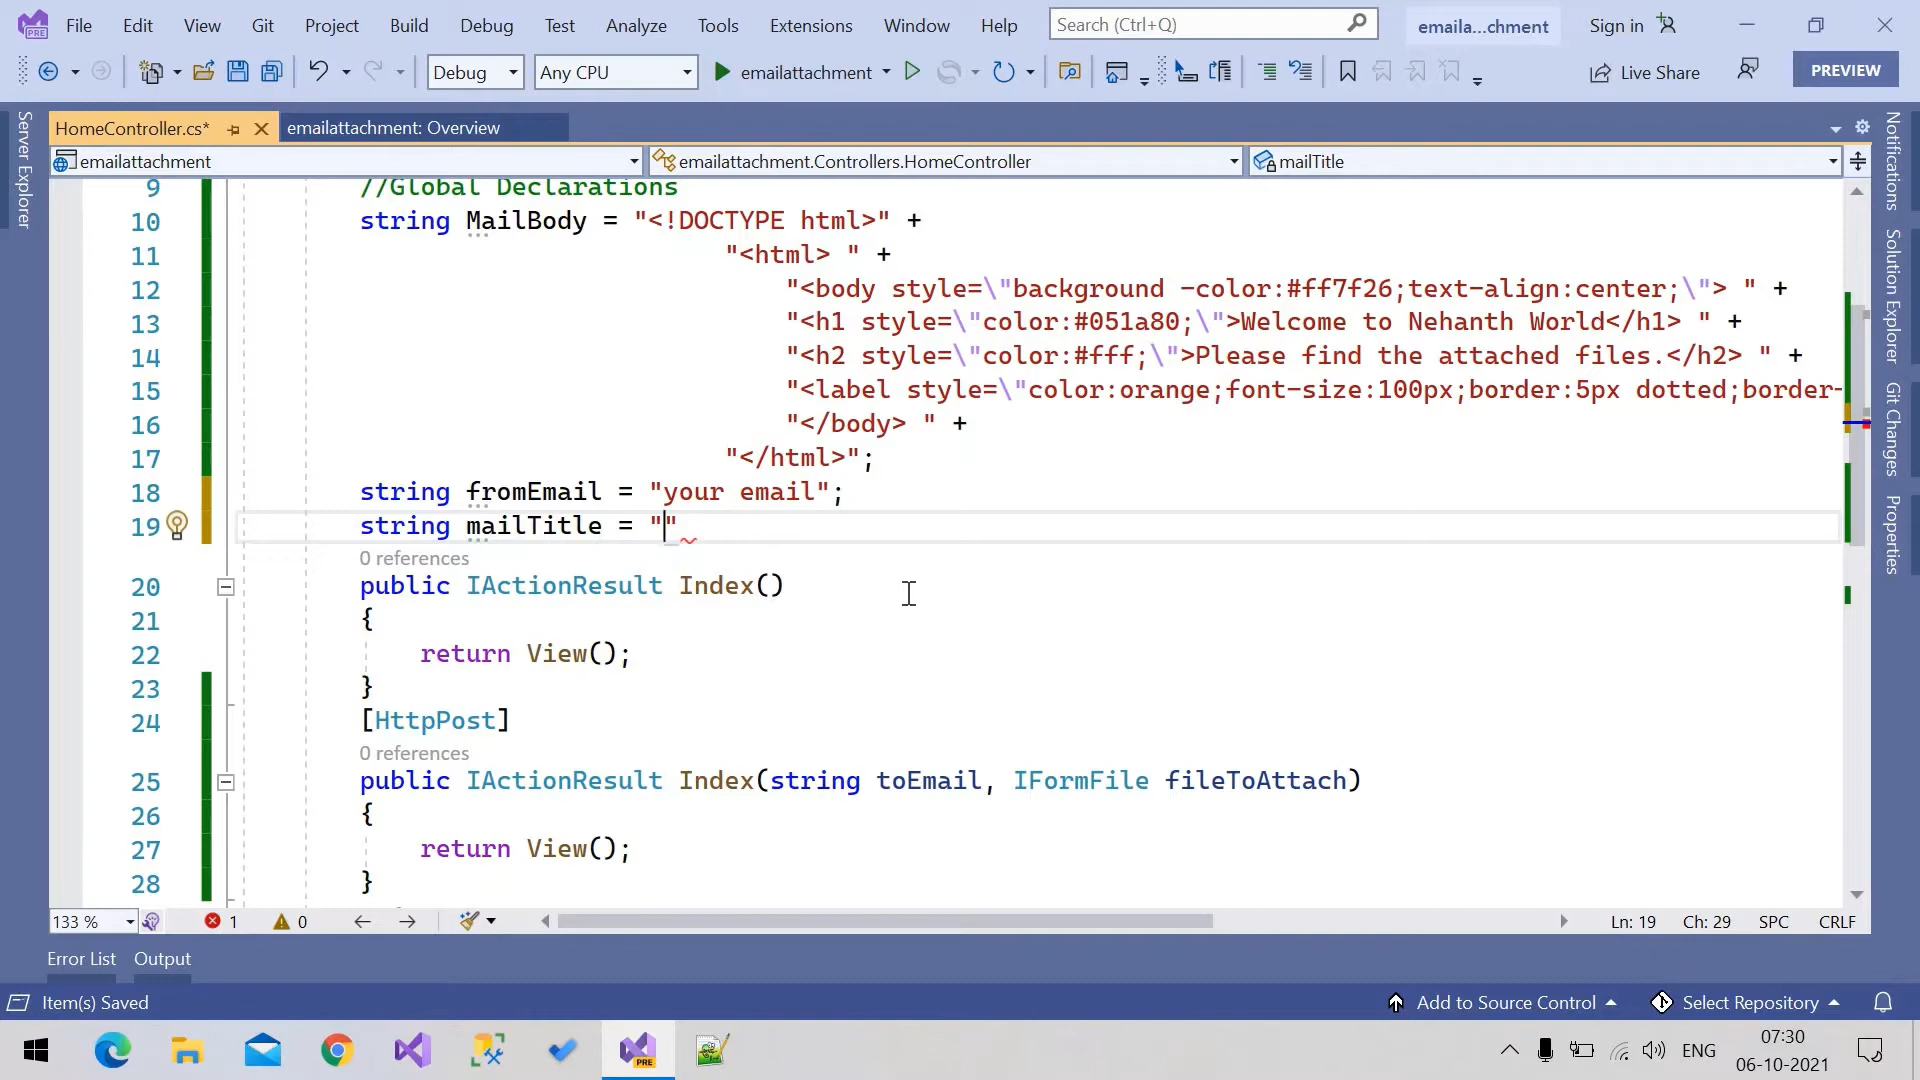 File Edit View Git Project Build Debug Test Analyze Tools Extensions Window Help Search (Ctrl+Q) emaila...chment Sign in
PRE
Debug Any CPU emailattachment Live Share PREVIEW
HomeController.cs* emailattachment: Overview
emailattachment emailattachment.Controllers.HomeController mailTitle
Server Explorer
Notifications
Solution Explorer
Git Changes
Properties
9 //Global Declarations
10 string MailBody = "<!DOCTYPE html>" +
11 "<html> " +
12 "<body style=\"background -color:#ff7f26;text-align:center;\"> " +
13 "<h1 style=\"color:#051a80;\">Welcome to Nehanth World</h1> " +
14 "<h2 style=\"color:#fff;\">Please find the attached files.</h2> " +
15 "<label style=\"color:orange;font-size:100px;border:5px dotted;border-
16 "</body> " +
17 "</html>";
18 string fromEmail = "your email";
19 string mailTitle = ""
0 references
20 public IActionResult Index()
21 {
22 return View();
23 }
24 [HttpPost]
0 references
25 public IActionResult Index(string toEmail, IFormFile fileToAttach)
26 {
27 return View();
28 }
133 % 1 0 Ln: 19 Ch: 29 SPC CRLF
Error List Output
Item(s) Saved Add to Source Control Select Repository
PRE
ENG 07:30
06-10-2021